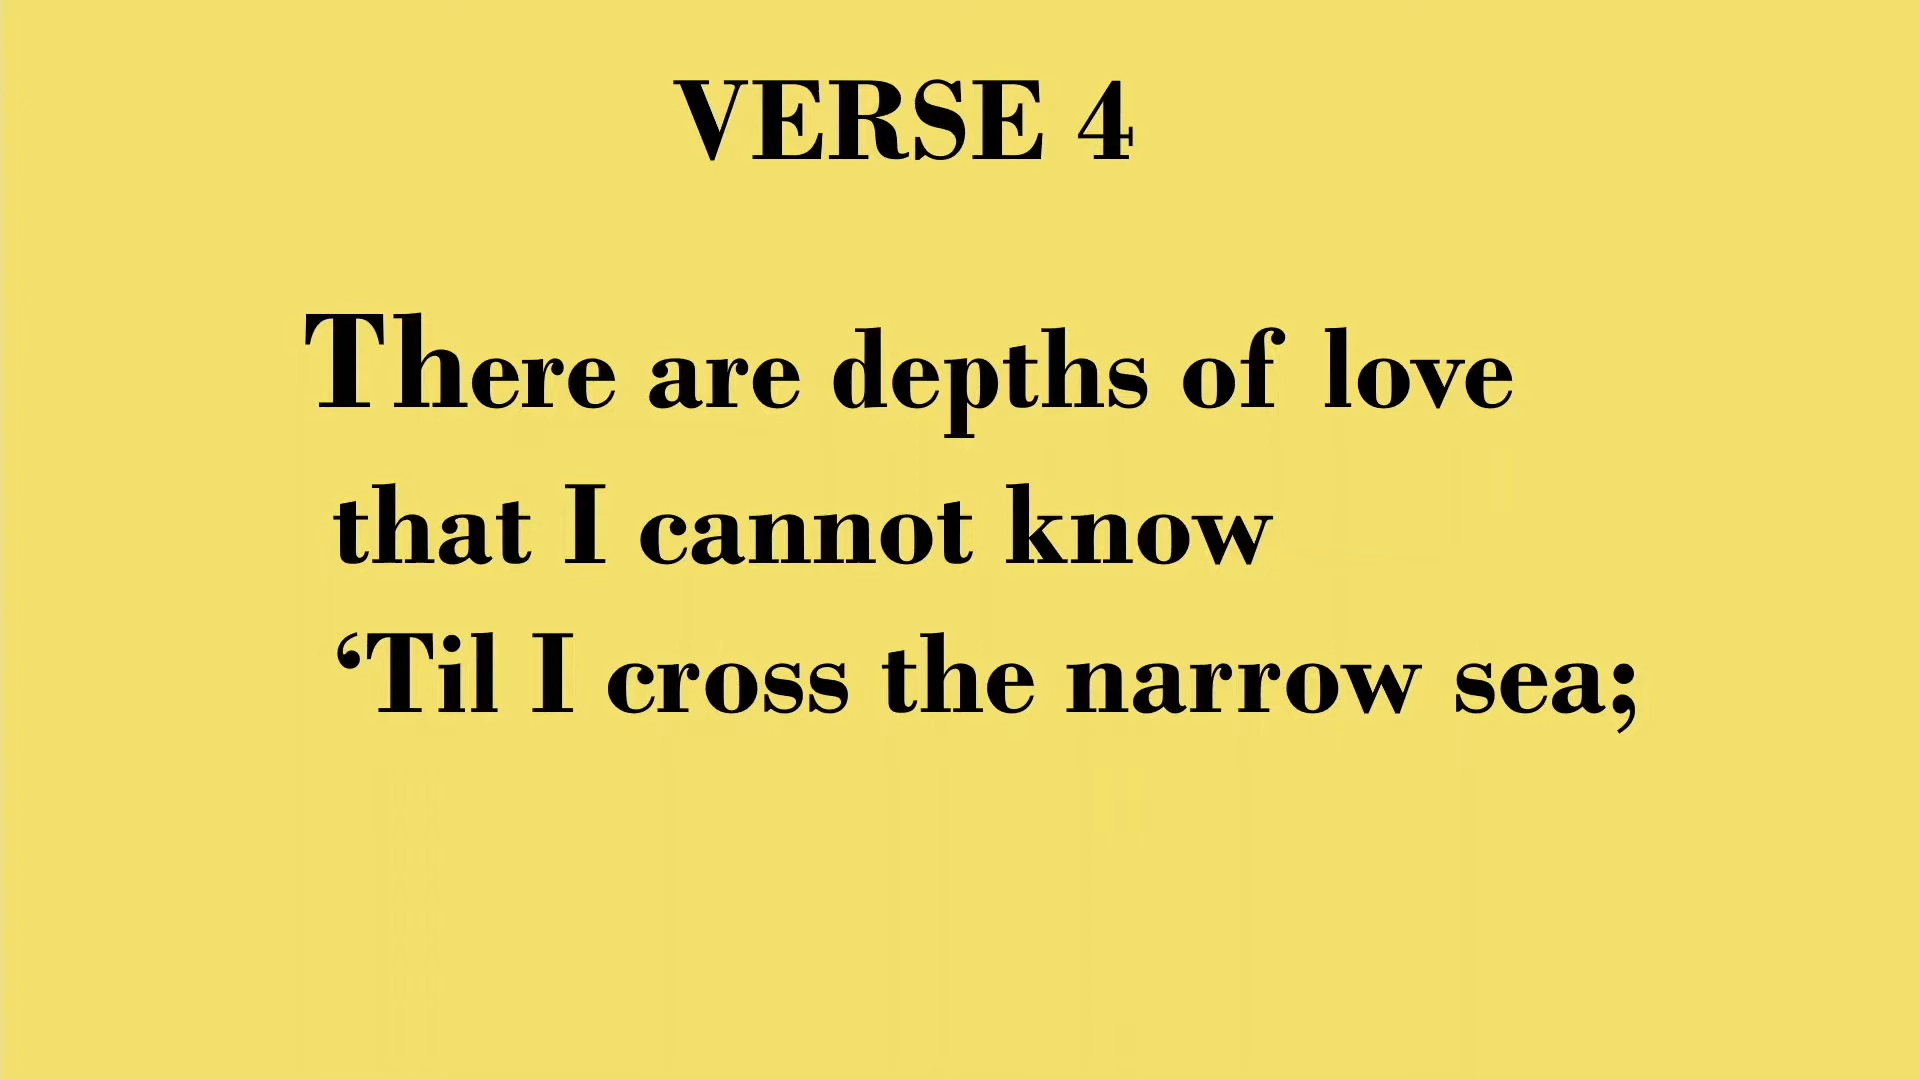 VERSE 4
There are depths of love
that I cannot know
‘Til I cross the narrow sea;